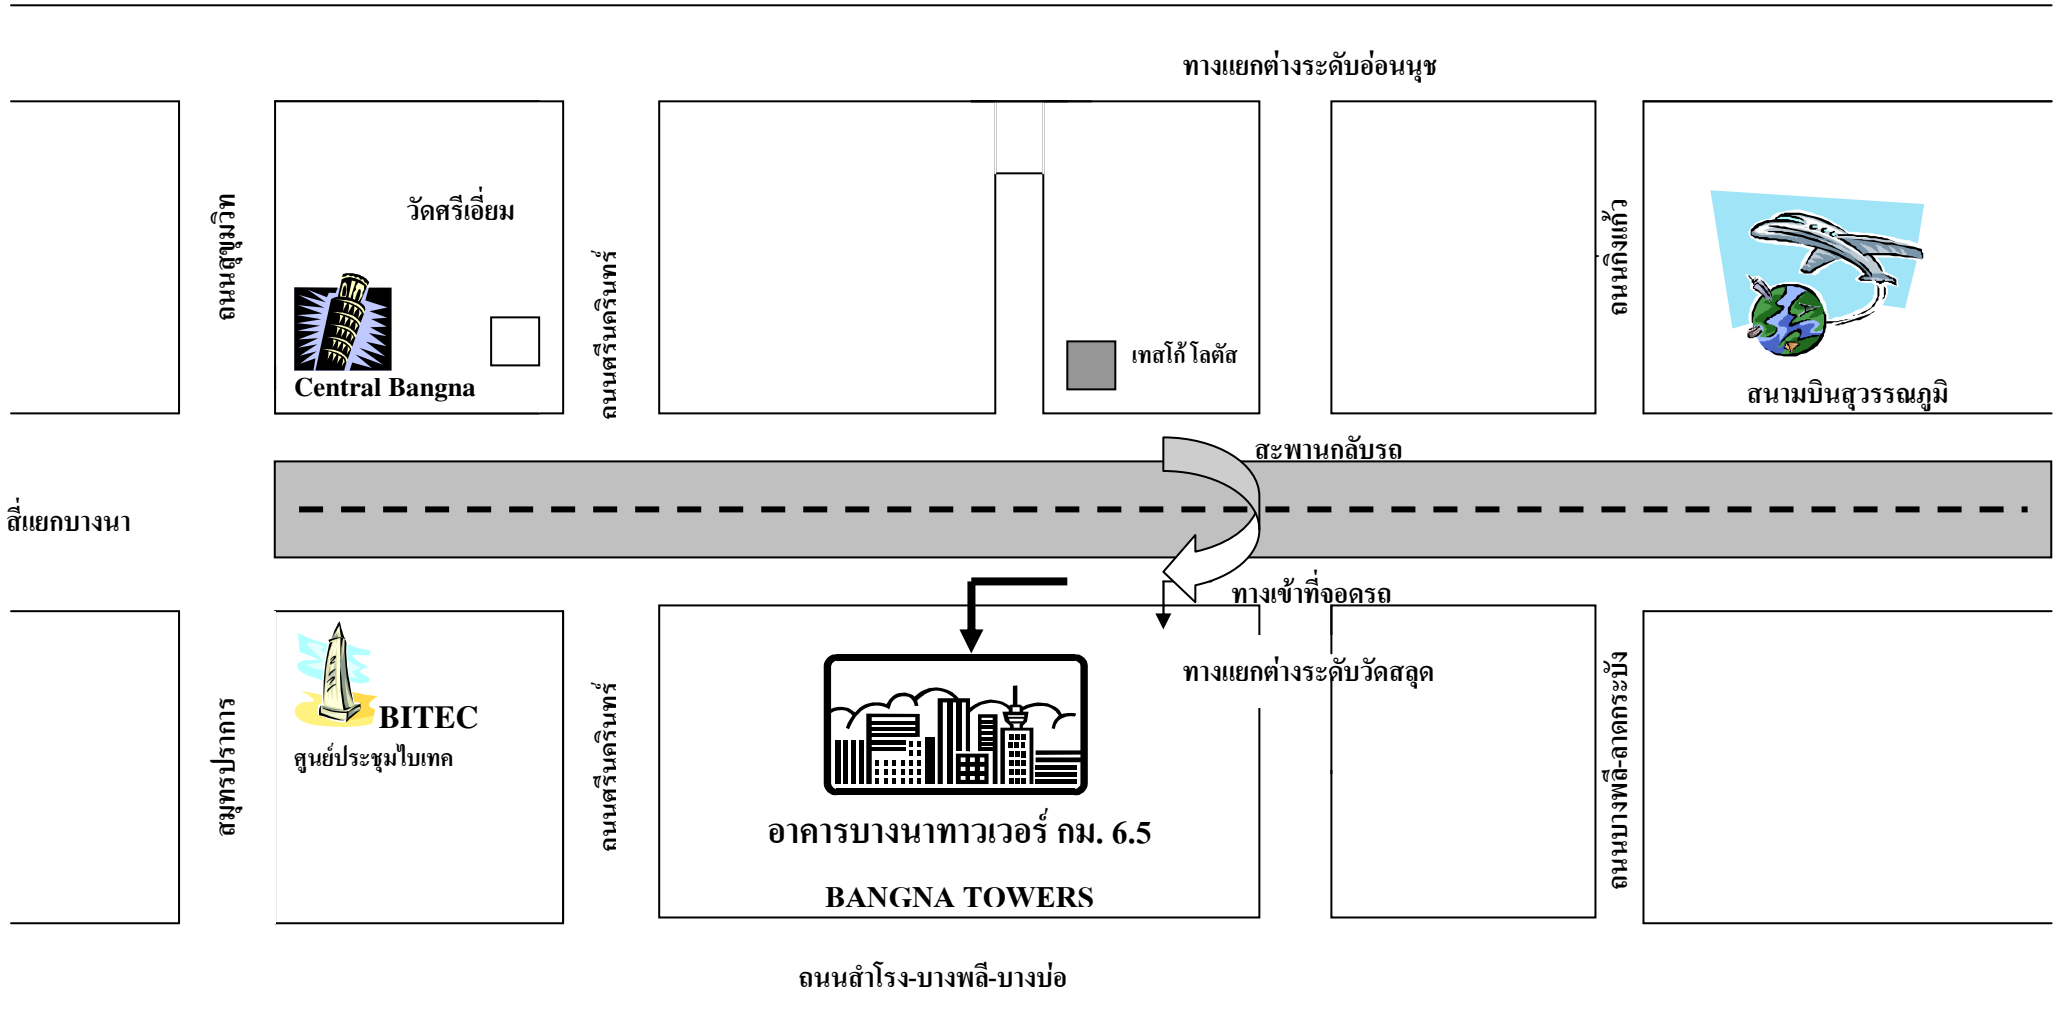 ทางแยกต่างระดับอ่อนนุช
ถนนสุขุมวิท
วัดศรีเอี่ยม
Central Bangna
ถนนศรีนครินทร์
เทสโก้ โลตัส
ถนนกิ่งแก้ว
สนามบินสุวรรณภูมิ
สะพานกลับรถ
สี่แยกบางนา
ทางเข้าที่จอดรถ
ทางแยกต่างระดับวัดสลุด
สมุทรปราการ
BITEC
ศูนย์ประชุมไบเทค
ถนนศรีนครินทร์
อาคารบางนาทาวเวอร์ กม. 6.5
BANGNA TOWERS
ถนนบางพลี-ลาดกระบัง
ถนนสำโรง-บางพลี-บางบ่อ